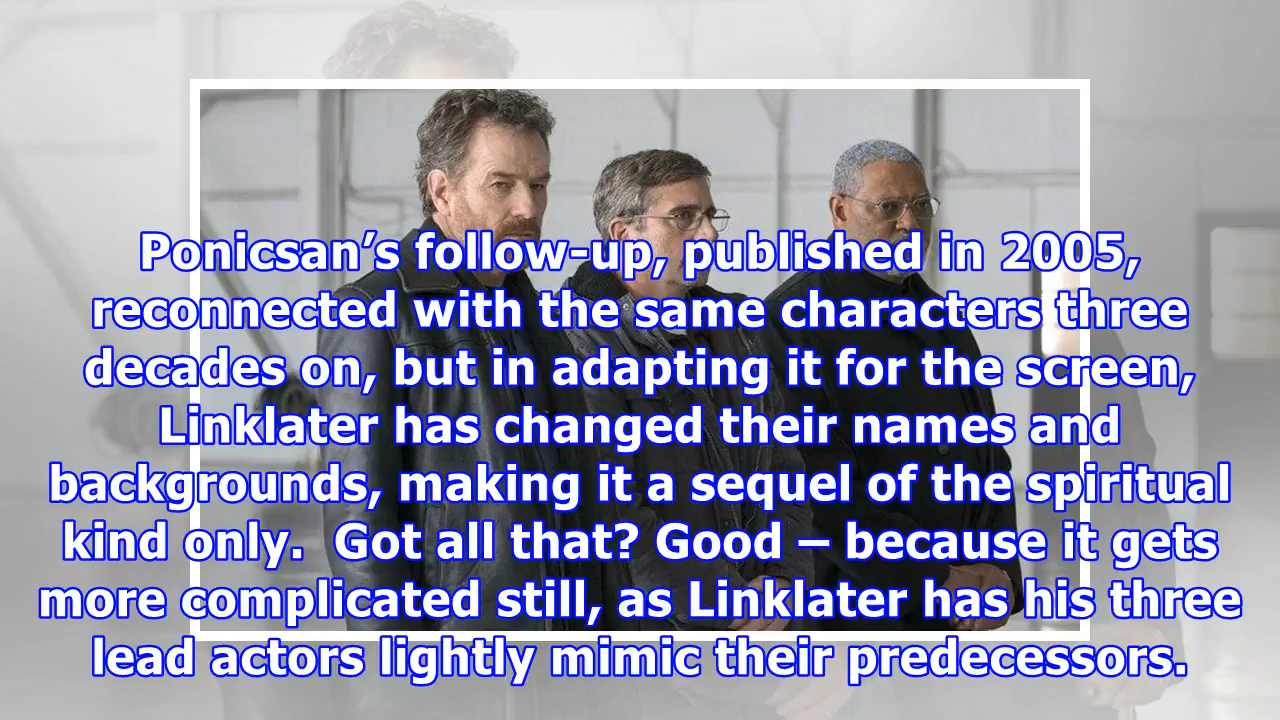 Ponicsan’s follow-up, published in 2005,
reconnected with the same characters three
decades on, but in adapting it for the screen,
Linklater has changed their names and
backgrounds, making it a sequel of the spiritual
kind only.  Got all that? Good – because it gets
more complicated still, as Linklater has his three
lead actors lightly mimic their predecessors.